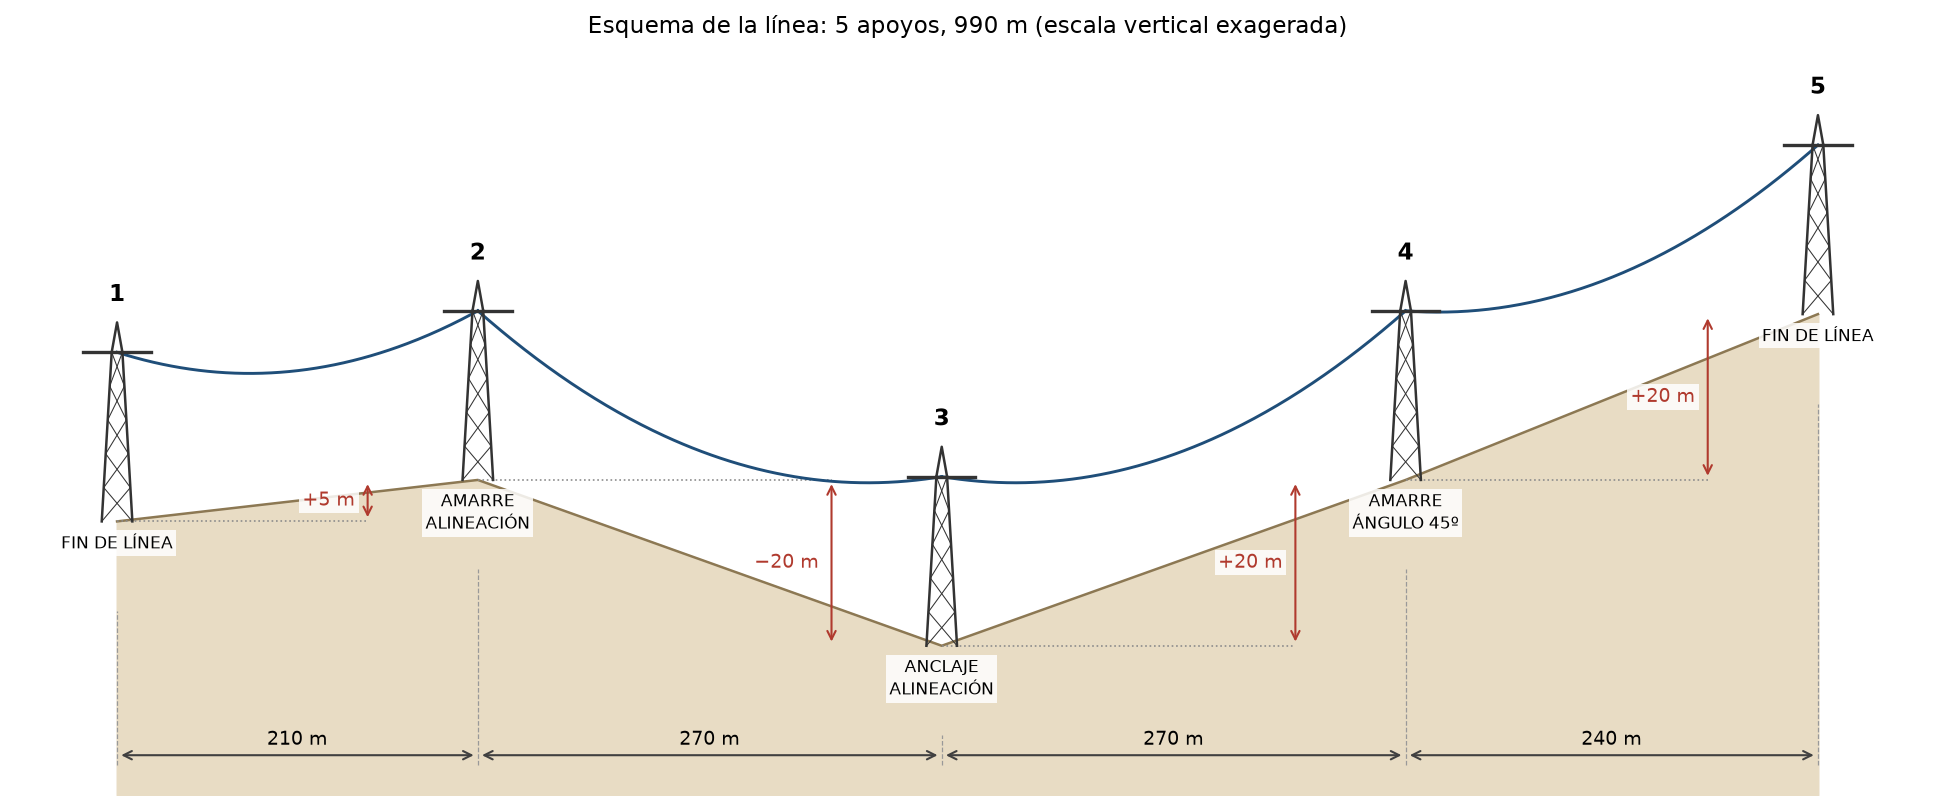 Esquema de la línea: 5 apoyos, 990 m (escala vertical exagerada)
1
2
3
4
5
+5 m
−20 m
+20 m
+20 m
FIN DE LÍNEA
AMARRE
ALINEACIÓN
ANCLAJE
ALINEACIÓN
AMARRE
ÁNGULO 45º
FIN DE LÍNEA
210 m
270 m
270 m
240 m